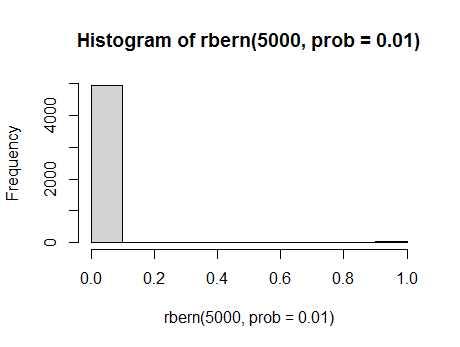 Histogram of rbern(5000, prob = 0.01)
Frequency
4000
2000
0
0.0 0.2 0.4 0.6 0.8 1.0
rbern(5000, prob = 0.01)